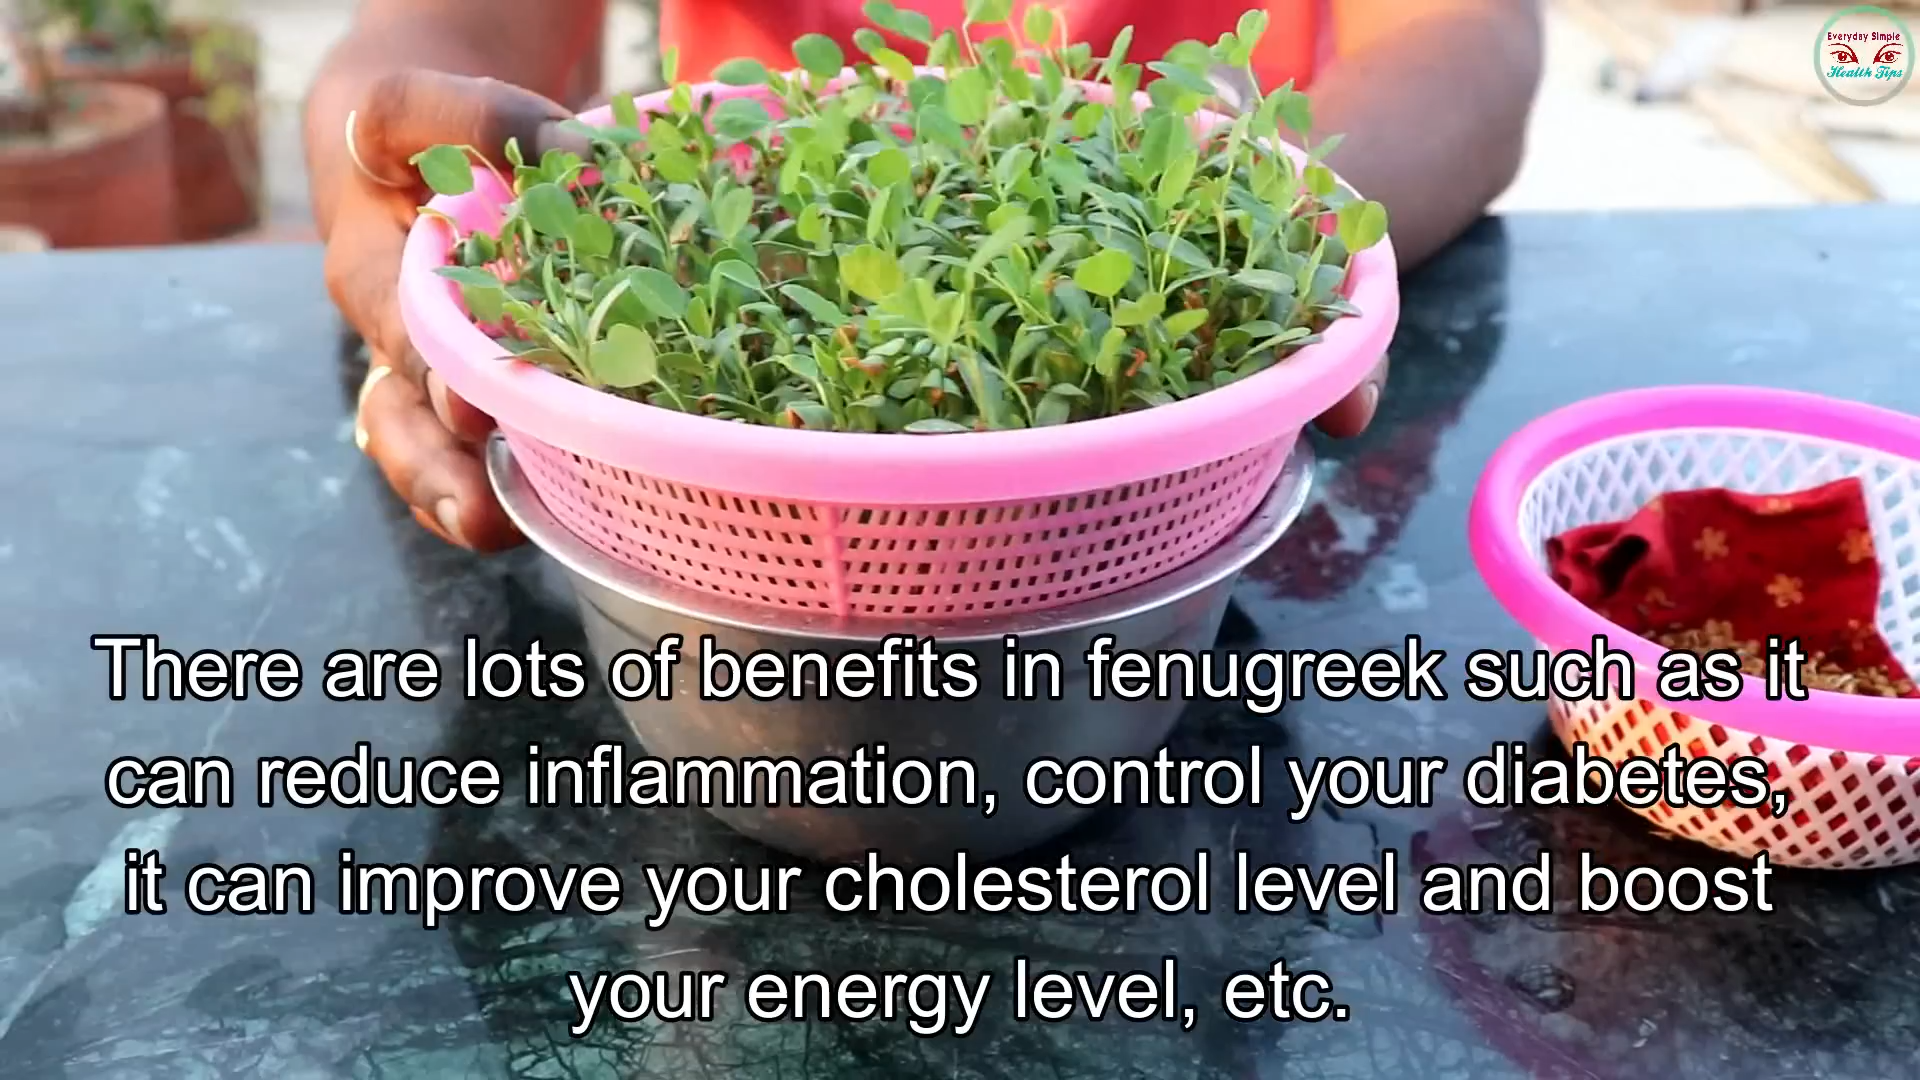 Everyday Simple
Health Tips
There are lots of benefits in fenugreek such as it
can reduce inflammation, control your diabetes,
it can improve your cholesterol level and boost
your energy level, etc.